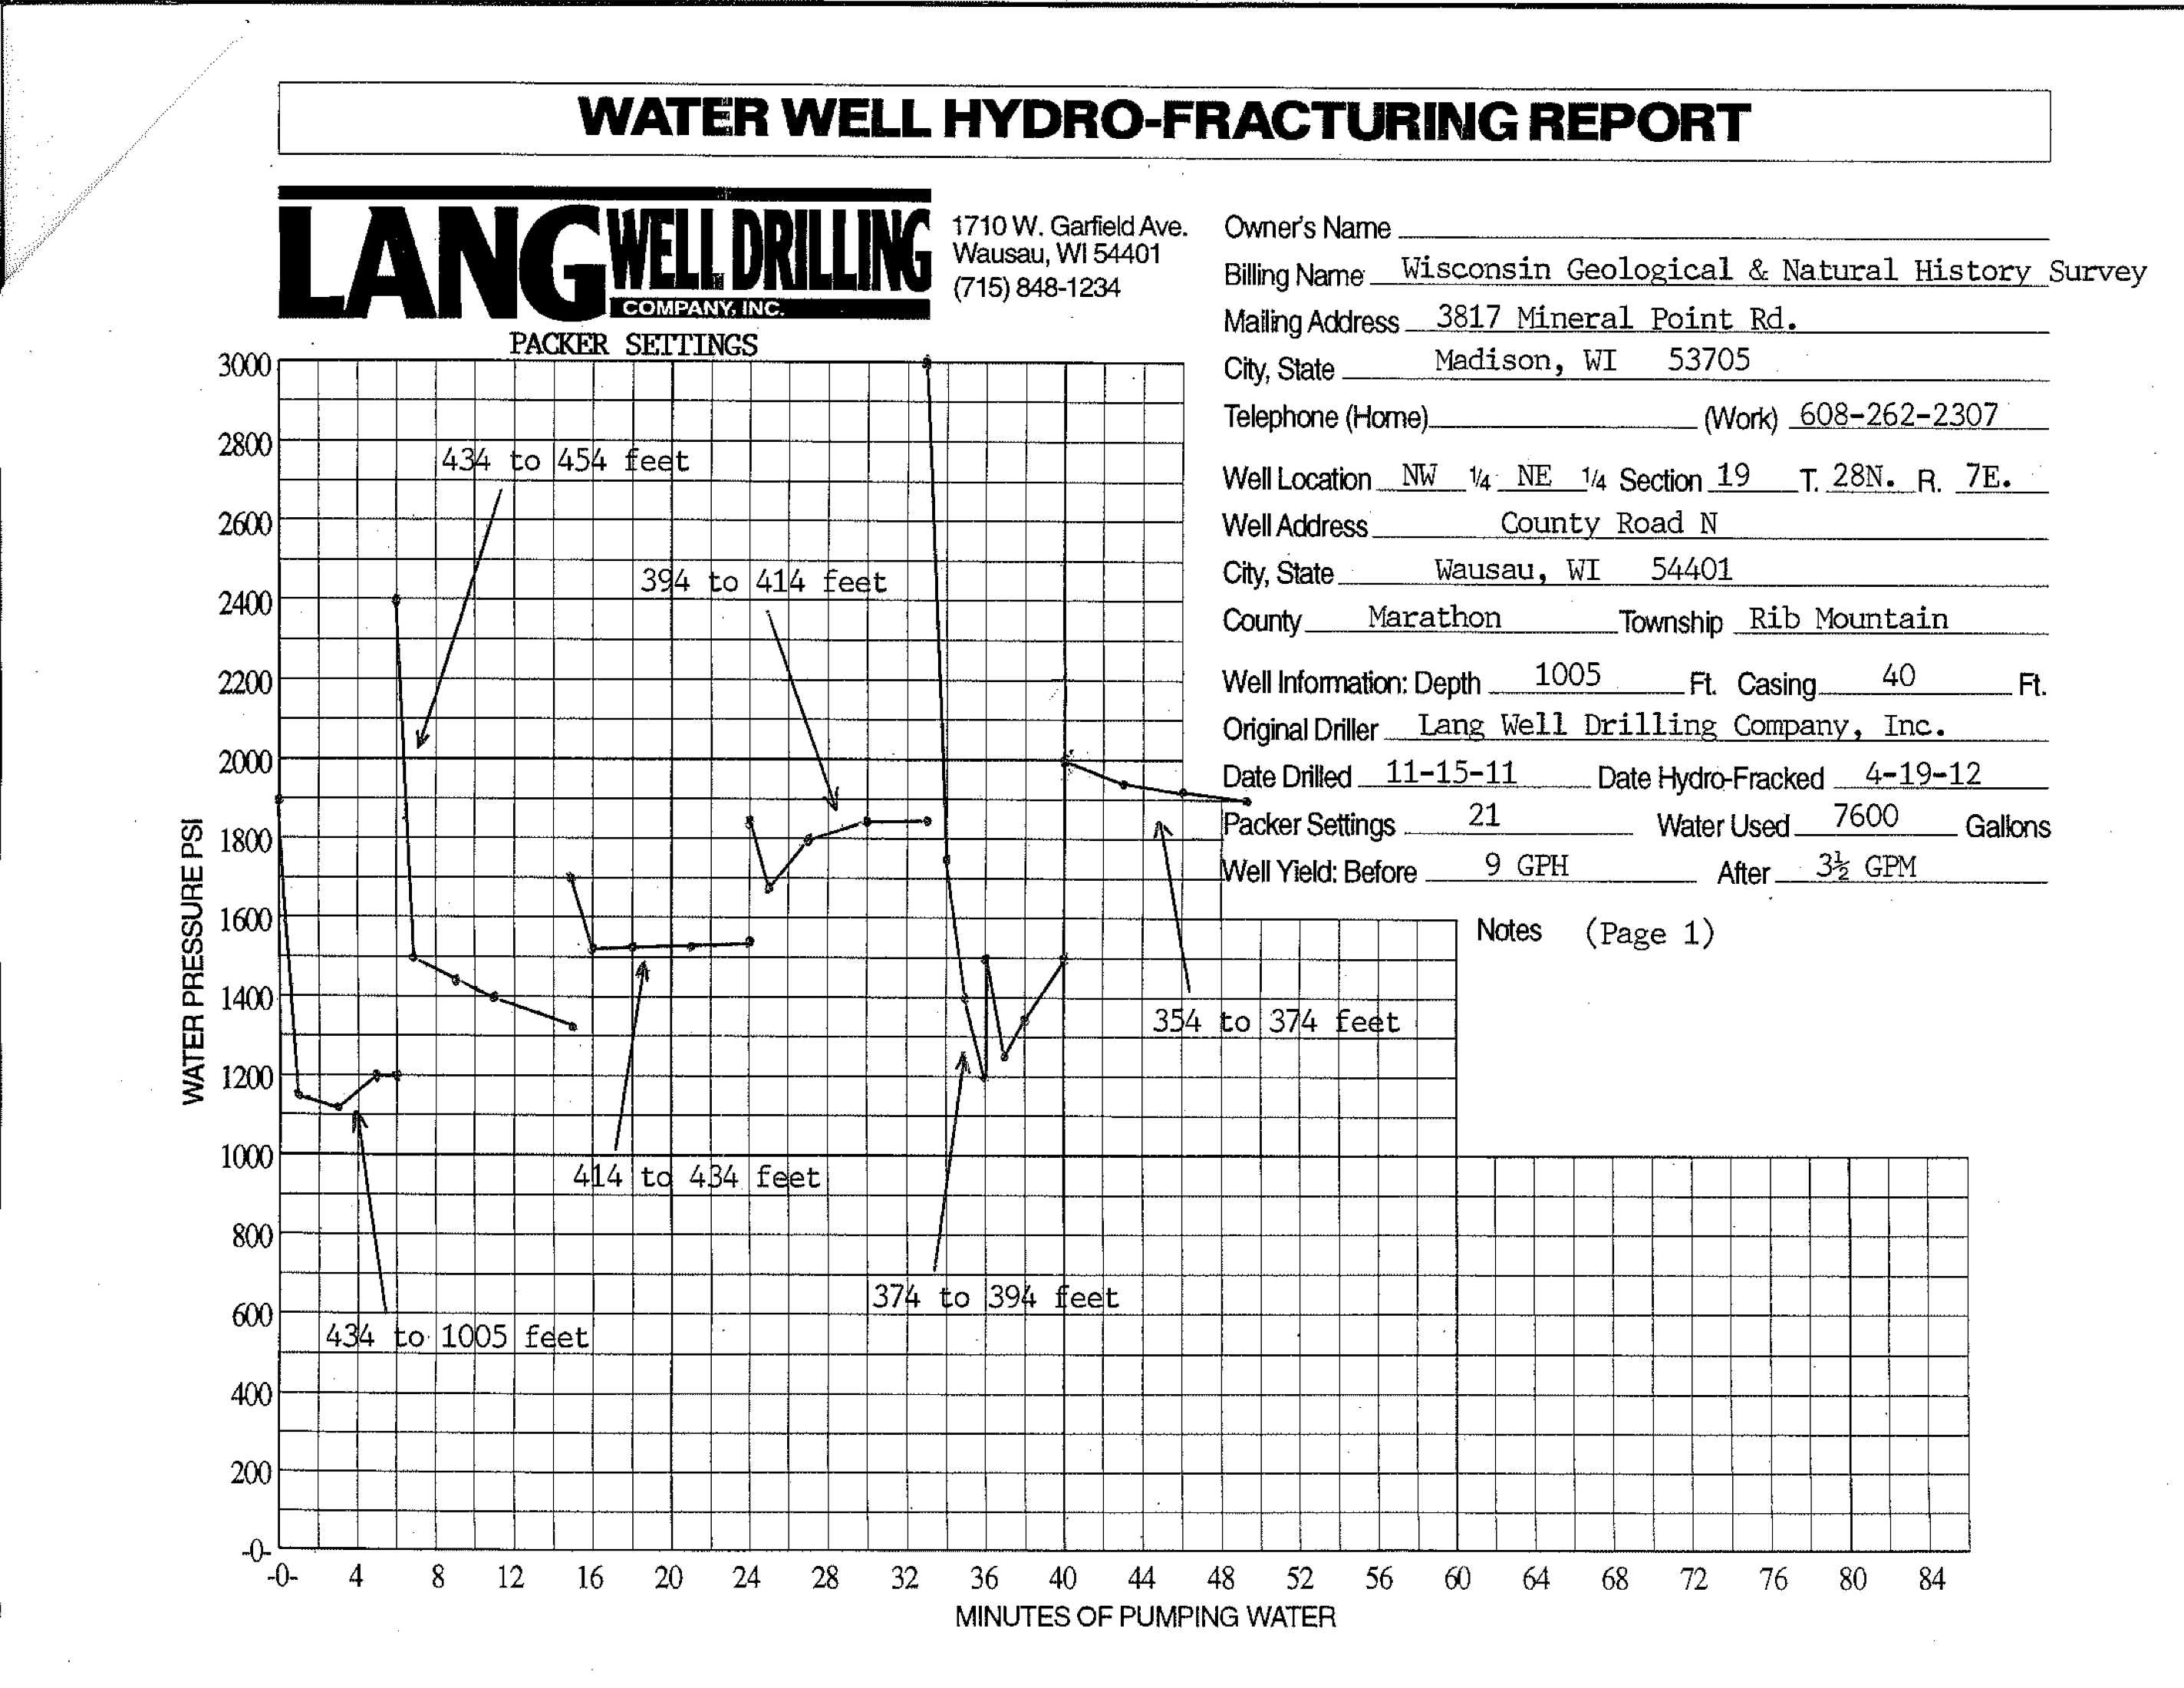 WATER WELL HYDRO-FRACTURING REPORT
LANG WELL DRILLING
COMPANY, INC.
1710 W. Garfield Ave.
Wausau, WI 54401
(715) 848-1234
Owner's Name
Billing Name Wisconsin Geological & Natural History Survey
Mailing Address 3817 Mineral Point Rd.
City, State Madison, WI 53705
Telephone (Home) (Work) 608-262-2307
Well Location NW 1/4 NE 1/4 Section 19 T. 28N. R. 7E.
Well Address County Road N
City, State Wausau, WI 54401
County Marathon Township Rib Mountain
Well Information: Depth 1005 Ft. Casing 40 Ft.
Original Driller Lang Well Drilling Company, Inc.
Date Drilled 11-15-11 Date Hydro-Fracked 4-19-12
Packer Settings 21 Water Used 7600 Gallons
Well Yield: Before 9 GPH After 3½ GPM
Notes (Page 1)
PACKER SETTINGS
3000
2800
434 to 454 feet
2600
394 to 414 feet
2400
2200
2000
1800
1600
1400
354 to 374 feet
1200
1000
414 to 434 feet
800
374 to 394 feet
600
434 to 1005 feet
400
200
-0-
WATER PRESSURE PSI
-0- 4 8 12 16 20 24 28 32 36 40 44 48 52 56 60 64 68 72 76 80 84
MINUTES OF PUMPING WATER